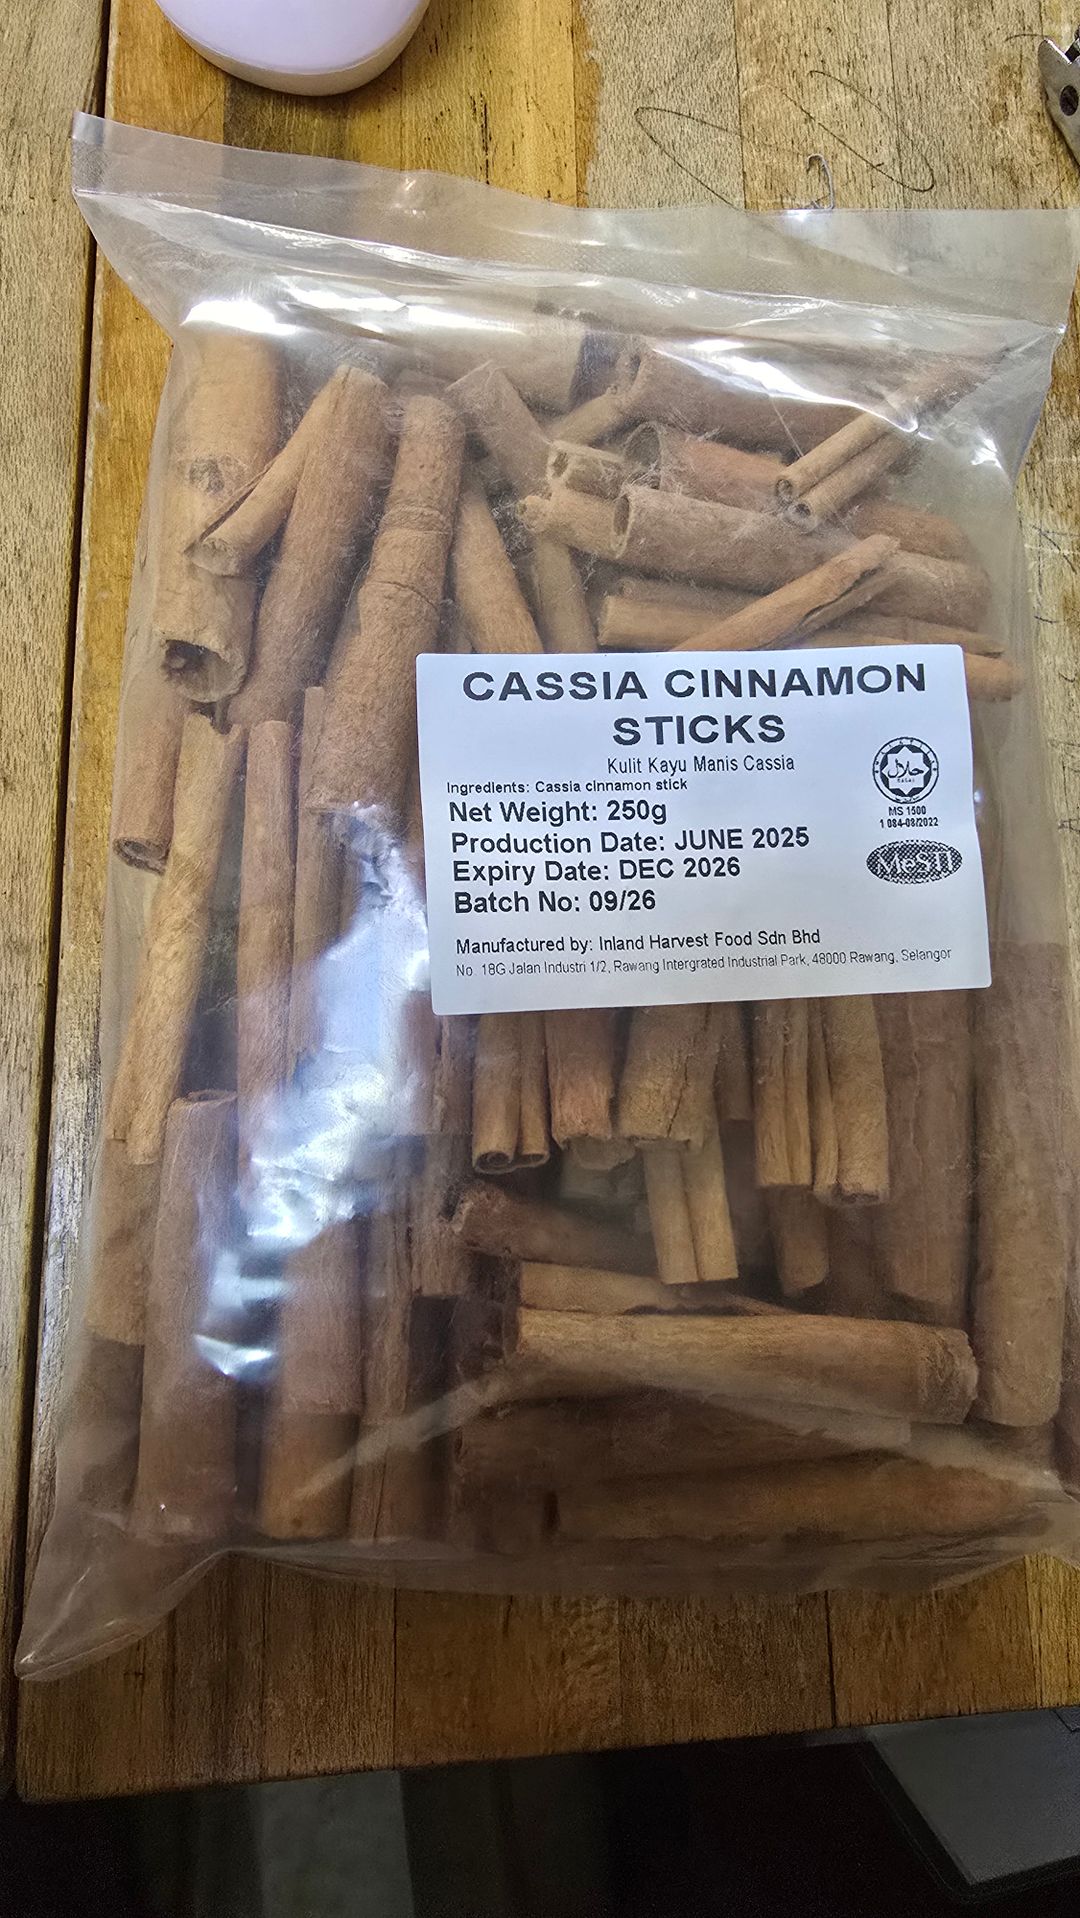 CASSIA CINNAMON
STICKS
Kulit Kayu Manis Cassia
Ingredients: Cassia cinnamon stick
Net Weight: 250g
Production Date: JUNE 2025
Expiry Date: DEC 2026
Batch No: 09/26
حلال
MS 1500
1 084-08/2022
MeSTI
Manufactured by: Inland Harvest Food Sdn Bhd
No. 18G Jalan Industri 1/2, Rawang Intergrated Industrial Park, 48000 Rawang, Selangor